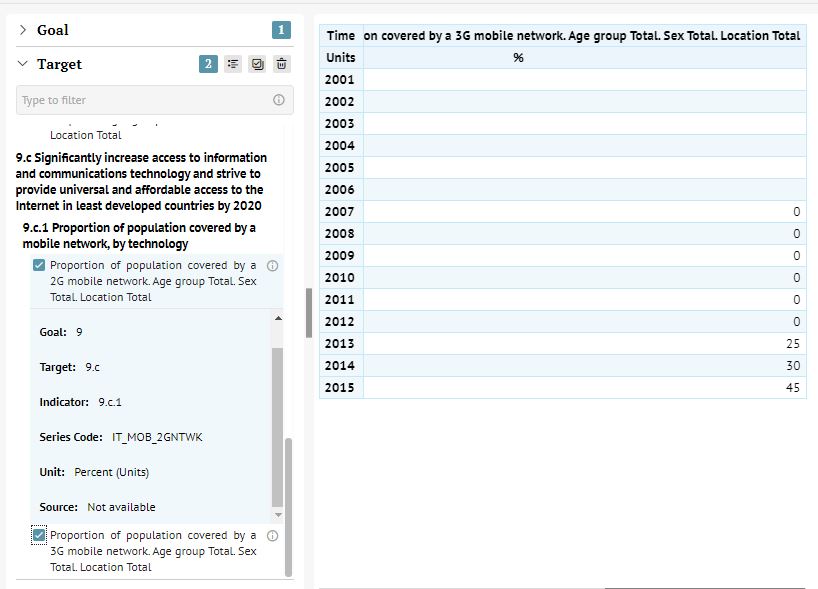 Goal 1
Target 2
Type to filter
Location Total
9.c Significantly increase access to information
and communications technology and strive to
provide universal and affordable access to the
Internet in least developed countries by 2020
9.c.1 Proportion of population covered by a
mobile network, by technology
Proportion of population covered by a
2G mobile network. Age group Total. Sex
Total. Location Total
Goal: 9
Target: 9.c
Indicator: 9.c.1
Series Code: IT_MOB_2GNTWK
Unit: Percent (Units)
Source: Not available
Proportion of population covered by a
3G mobile network. Age group Total. Sex
Total. Location Total
Time on covered by a 3G mobile network. Age group Total. Sex Total. Location Total
Units %
2001
2002
2003
2004
2005
2006
2007 0
2008 0
2009 0
2010 0
2011 0
2012 0
2013 25
2014 30
2015 45